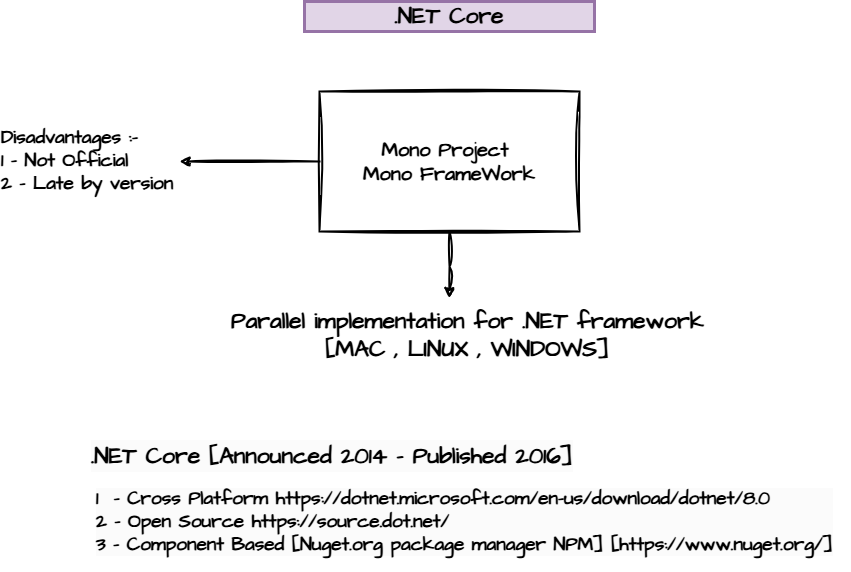 .NET Core
Mono Project
Mono FrameWork
Disadvantages :-
1 - Not Official
2 - Late by version
Parallel implementation for .NET framework
[MAC , LINUX , WINDOWS]
.NET Core [Announced 2014 - Published 2016]
1 - Cross Platform https://dotnet.microsoft.com/en-us/download/dotnet/8.0
2 - Open Source https://source.dot.net/
3 - Component Based [Nuget.org package manager NPM] [https://www.nuget.org/]